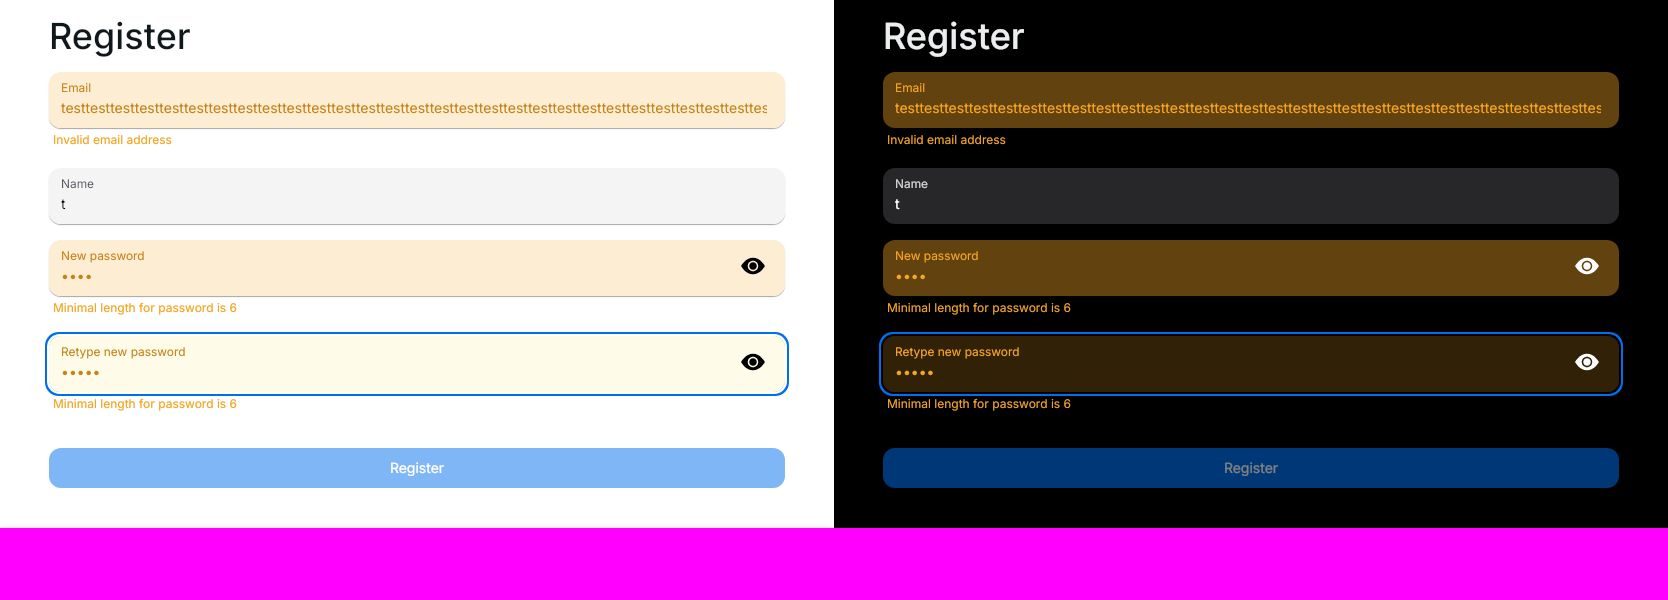 Register
Email
testtesttesttesttesttesttesttesttesttesttesttesttesttesttesttesttesttesttesttesttesttesttesttesttesttesttesttesttes
Invalid email address
Name
t
New password
••••
Minimal length for password is 6
Retype new password
•••••
Minimal length for password is 6
Register
Register
Email
testtesttesttesttesttesttesttesttesttesttesttesttesttesttesttesttesttesttesttesttesttesttesttesttesttesttesttesttes
Invalid email address
Name
t
New password
••••
Minimal length for password is 6
Retype new password
•••••
Minimal length for password is 6
Register